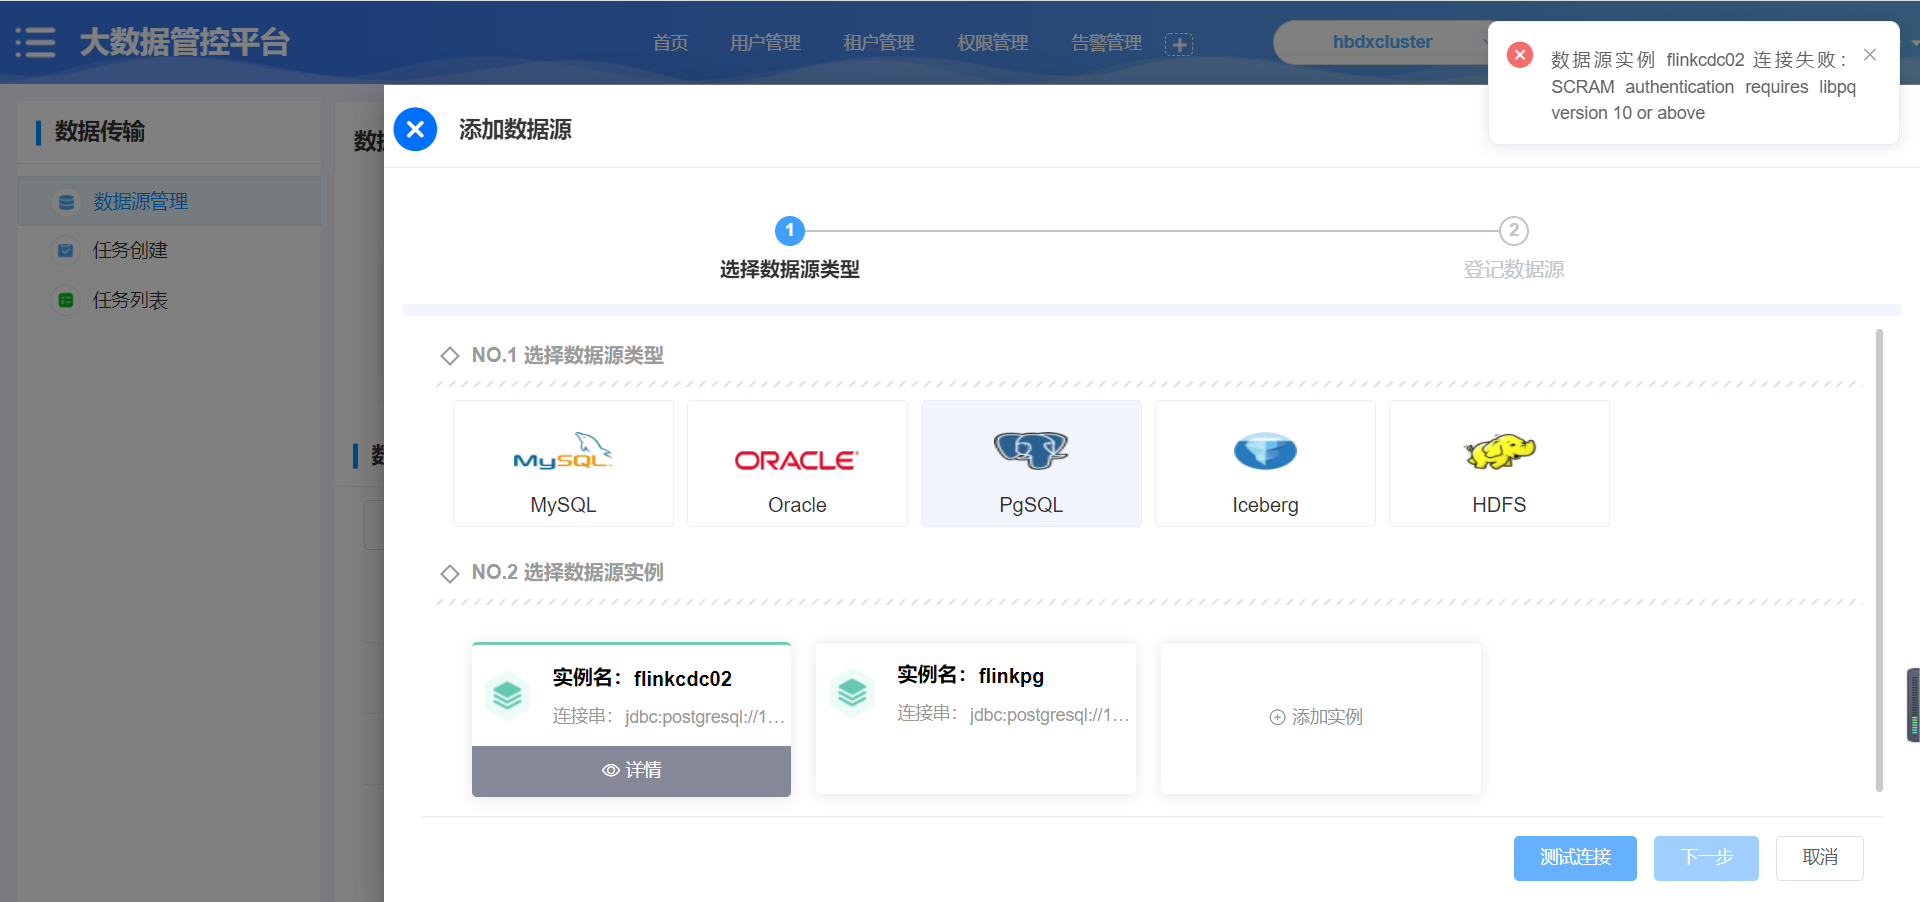 大数据管控平台
首页
用户管理
租户管理
权限管理
告警管理
hbdxcluster
数据源实例 flinkcdc02 连接失败：
SCRAM authentication requires libpq
version 10 or above
数据传输
数据源管理
任务创建
任务列表
数据
添加数据源
1
2
选择数据源类型
登记数据源
NO.1 选择数据源类型
MySQL
ORACLE
MySQL
Oracle
PgSQL
Iceberg
HDFS
NO.2 选择数据源实例
实例名： flinkcdc02
连接串： jdbc:postgresql://1...
详情
实例名： flinkpg
连接串： jdbc:postgresql://1...
添加实例
测试连接
下一步
取消